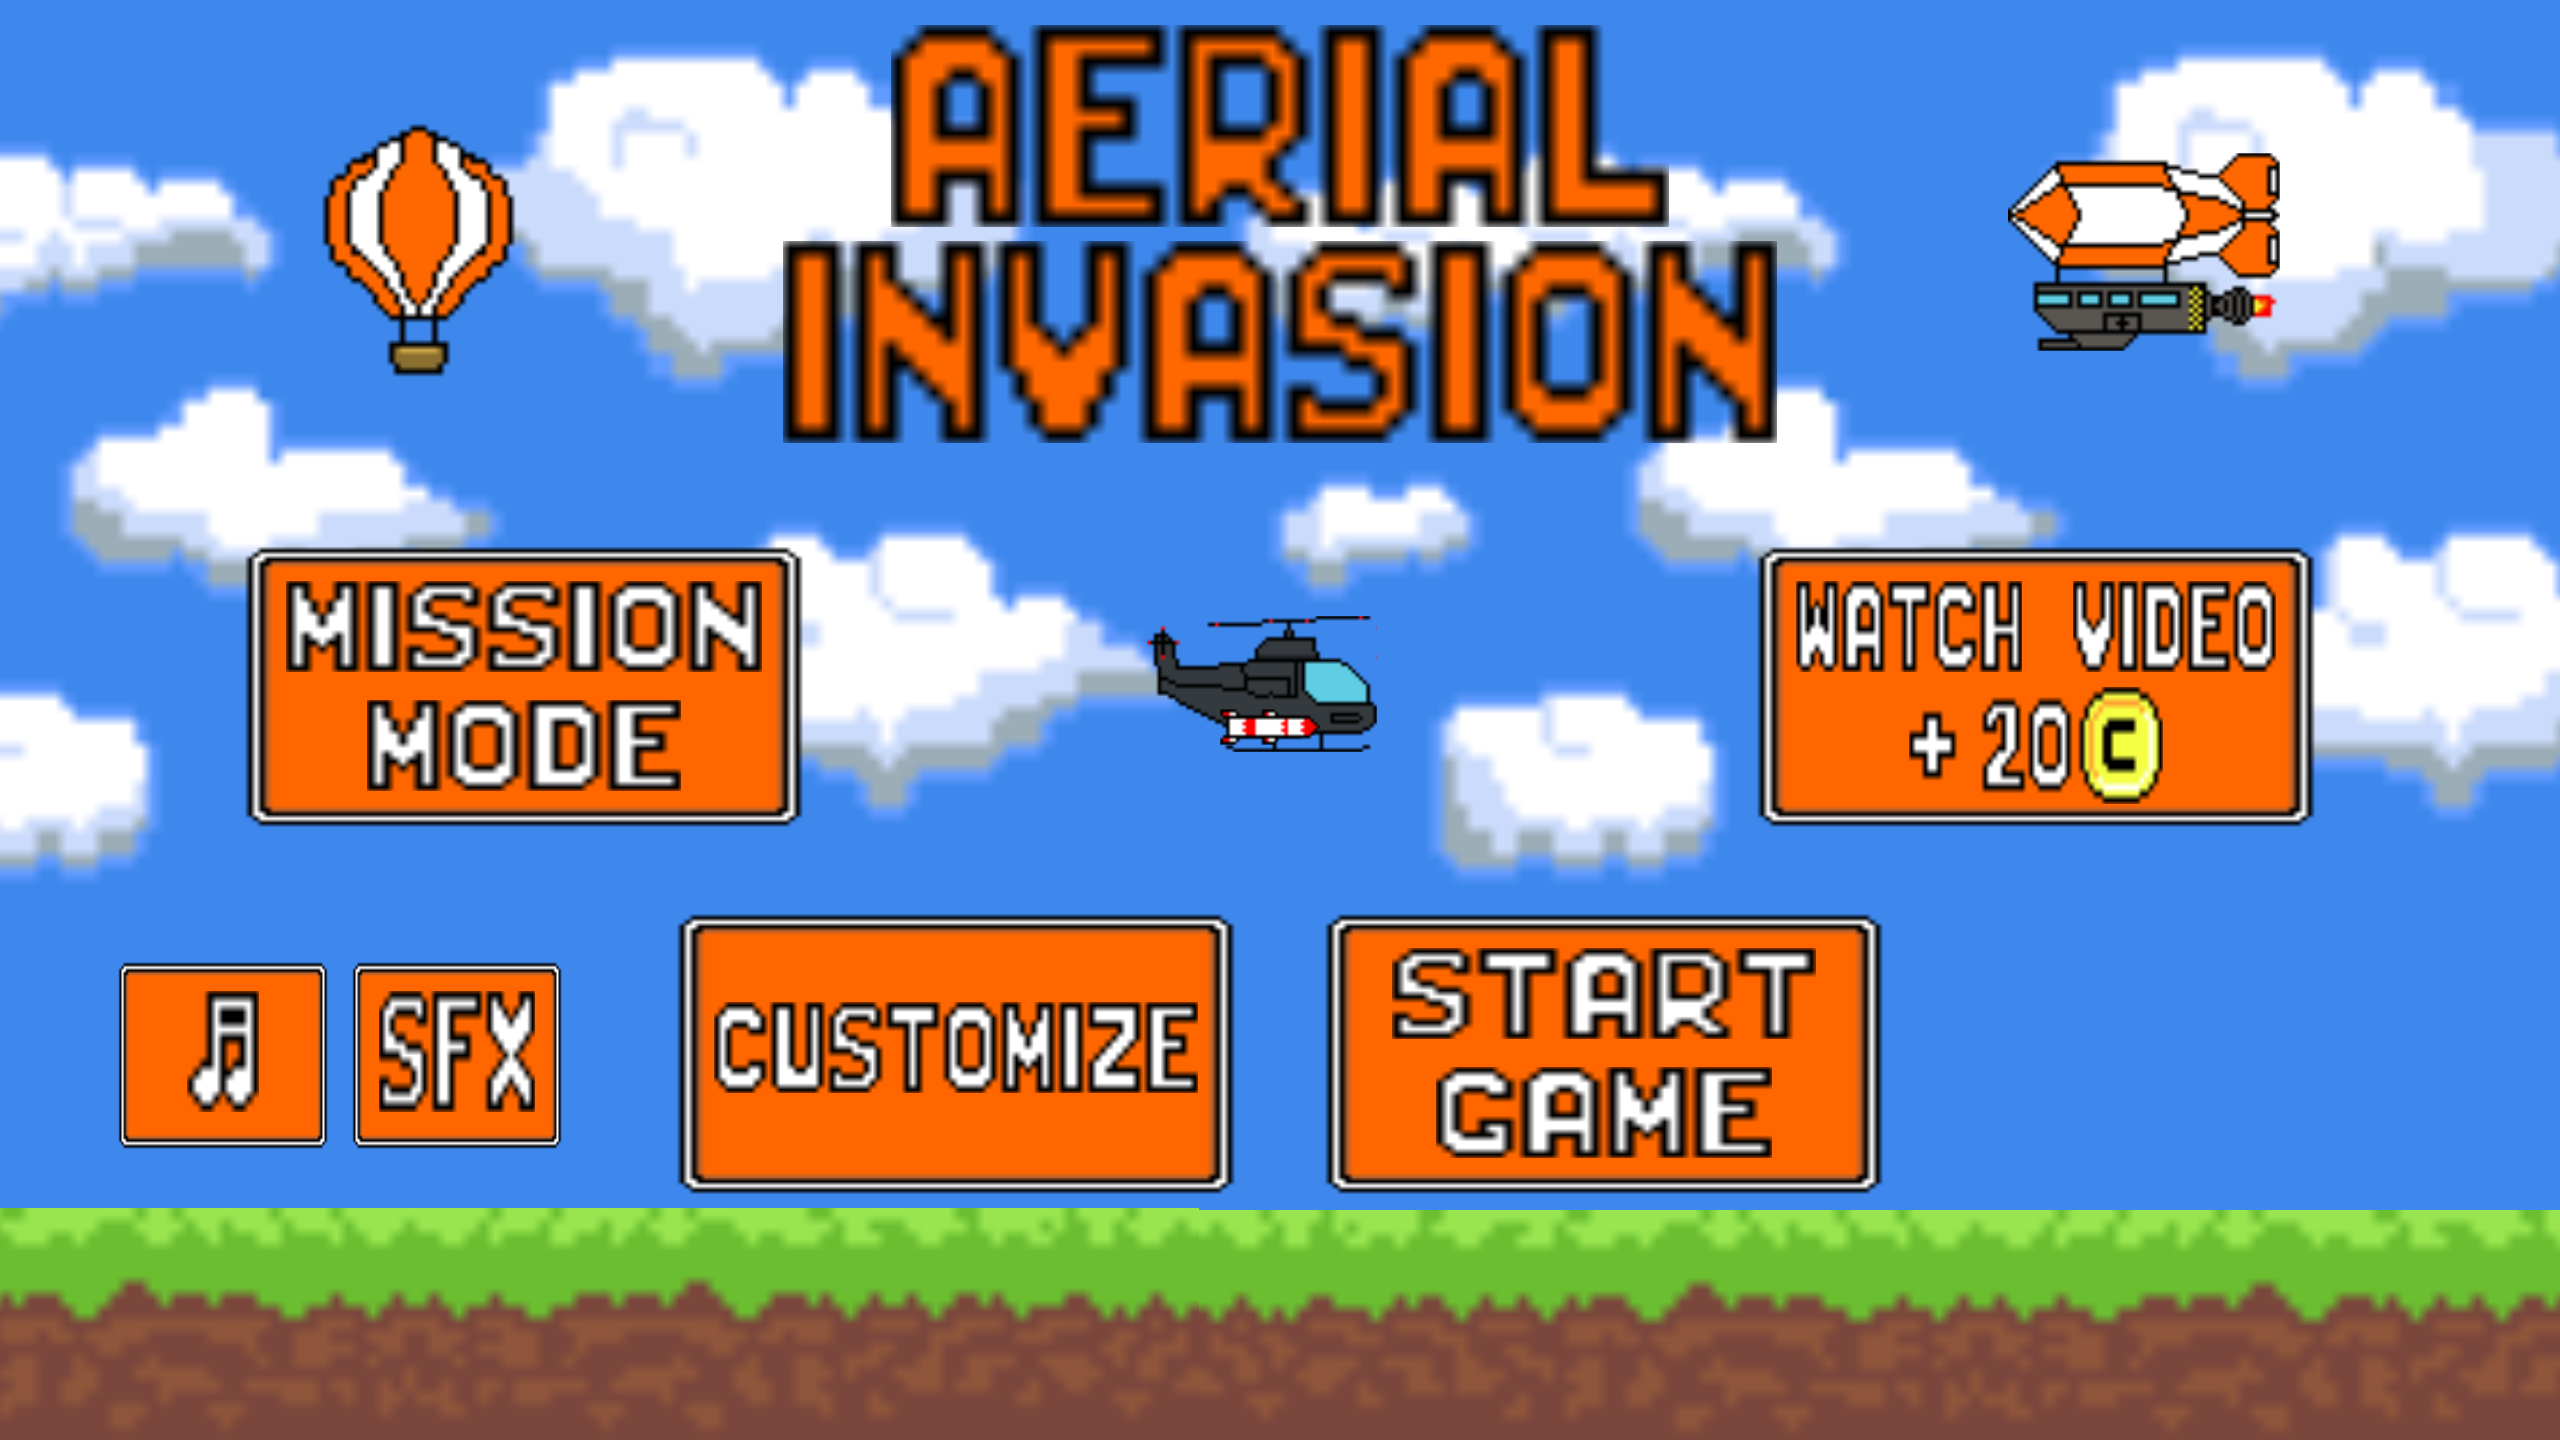 AERIAL
INVASION
MISSION
MODE
WATCH VIDEO
+ 20 C
SFX
CUSTOMIZE
START
GAME